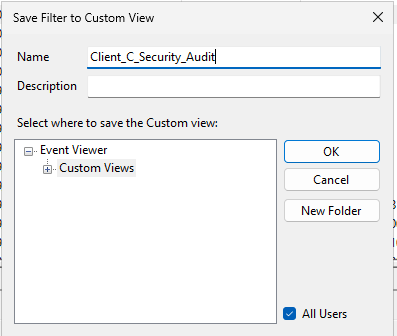 Save Filter to Custom View
Name
Client_C_Security_Audit
Description
Select where to save the Custom view:
Event Viewer
Custom Views
OK
Cancel
New Folder
All Users